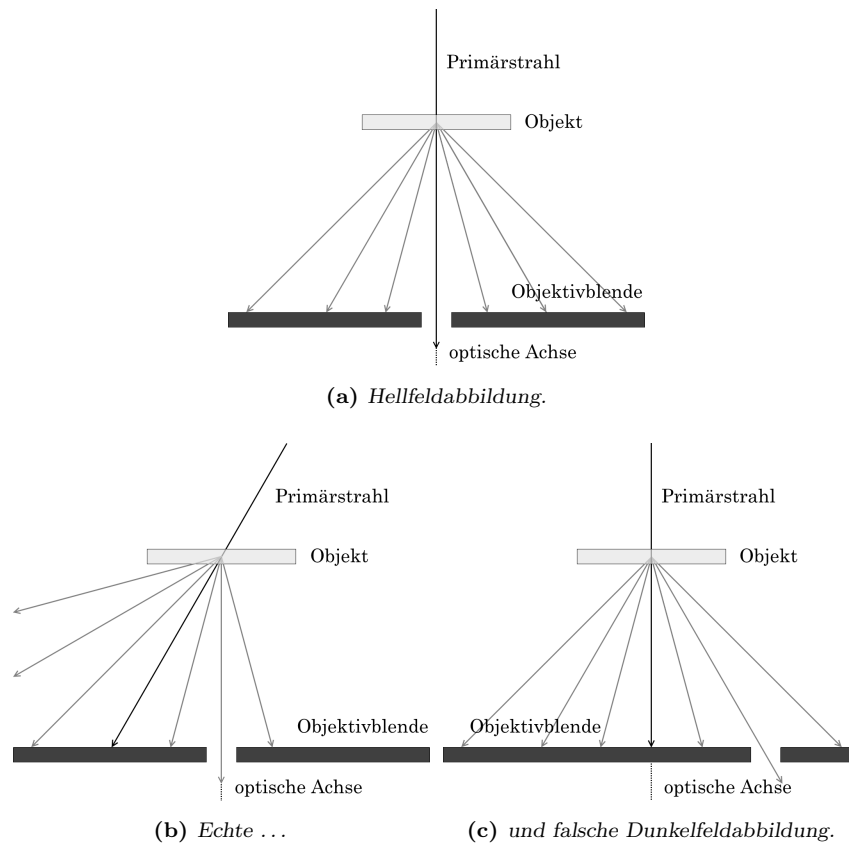 Primärstrahl
Objekt
Objektivblende
optische Achse
(a) Hellfeldabbildung.
Primärstrahl
Objekt
Objektivblende
optische Achse
(b) Echte ...
Primärstrahl
Objekt
Objektivblende
optische Achse
(c) und falsche Dunkelfeldabbildung.